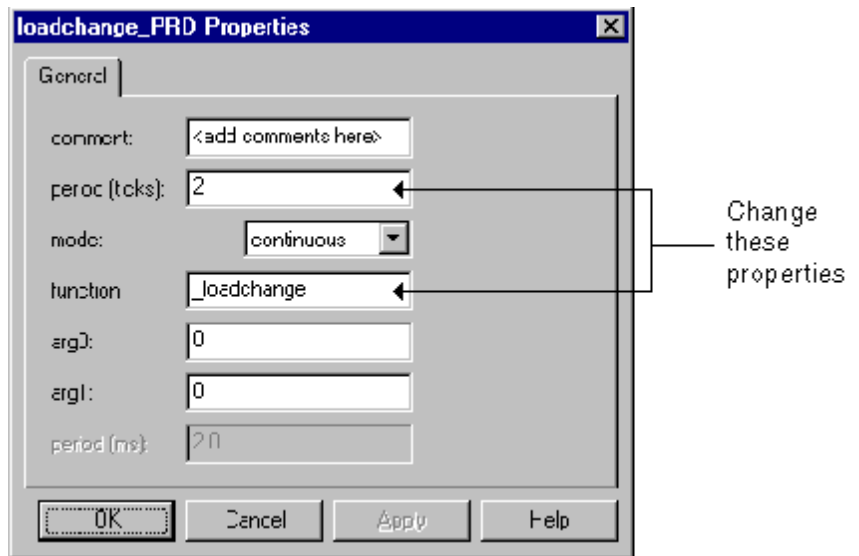 loadchange_PRD Properties
General
comment: <add comments here>
period (ticks): 2
mode: continuous
function _loadchange
arg0: 0
arg1: 0
period (ms): 2.0
OK Cancel Apply Help
Change
these
properties